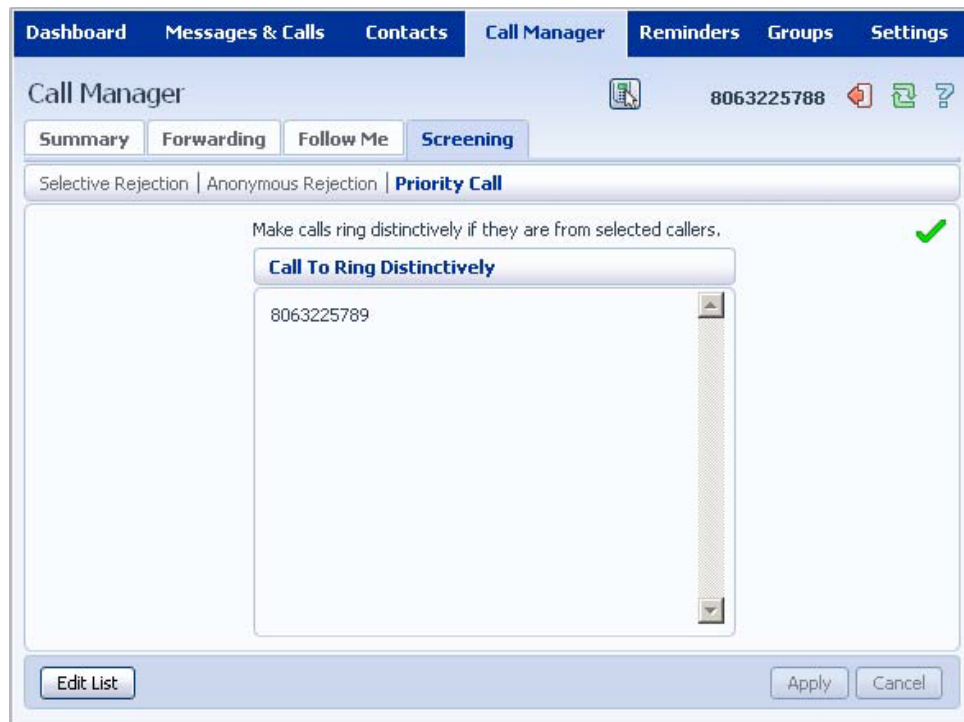 Dashboard Messages & Calls Contacts Call Manager Reminders Groups Settings
Call Manager 8063225788
Summary Forwarding Follow Me Screening
Selective Rejection | Anonymous Rejection | Priority Call
Make calls ring distinctively if they are from selected callers.
Call To Ring Distinctively
8063225789
Edit List Apply Cancel